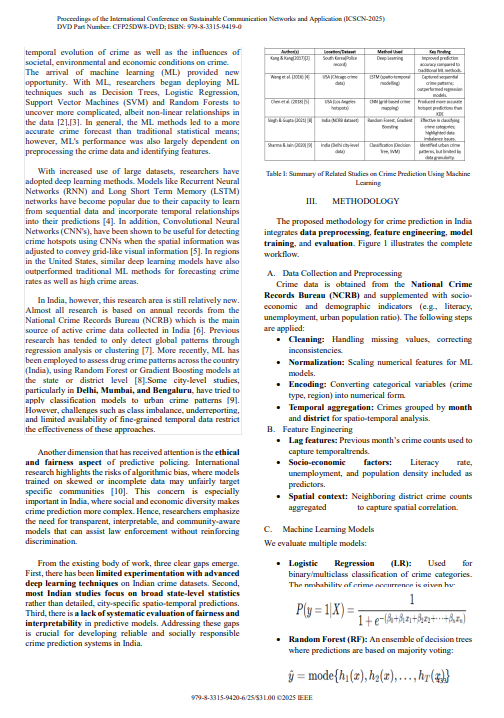 Proceedings of the International Conference on Sustainable Communication Networks and Application (ICSCN-2025)
DVD Part Number: CFP25DW8-DVD; ISBN: 979-8-3315-9419-0
temporal evolution of crime as well as the influences of
societal, environmental and economic conditions on crime.
The arrival of machine learning (ML) provided new
opportunity. With ML, researchers began deploying ML
techniques such as Decision Trees, Logistic Regression,
Support Vector Machines (SVM) and Random Forests to
uncover more complicated, albeit non-linear relationships in
the data [2],[3]. In general, the ML methods led to a more
accurate crime forecast than traditional statistical means;
however, ML's performance was also largely dependent on
preprocessing the crime data and identifying features.
With increased use of large datasets, researchers have
adopted deep learning methods. Models like Recurrent Neural
Networks (RNN) and Long Short Term Memory (LSTM)
networks have become popular due to their capacity to learn
from sequential data and incorporate temporal relationships
into their predictions [4]. In addition, Convolutional Neural
Networks (CNN's), have been shown to be useful for detecting
crime hotspots using CNNs when the spatial information was
adjusted to convey grid-like visual information [5]. In regions
in the United States, similar deep learning models have also
outperformed traditional ML methods for forecasting crime
rates as well as high crime areas.
In India, however, this research area is still relatively new.
Almost all research is based on annual records from the
National Crime Records Bureau (NCRB) which is the main
source of active crime data collected in India [6]. Previous
research has tended to only detect global patterns through
regression analysis or clustering [7]. More recently, ML has
been employed to assess drug crime patterns across the country
(India), using Random Forest or Gradient Boosting models at
the state or district level [8].Some city-level studies,
particularly in Delhi, Mumbai, and Bengaluru, have tried to
apply classification models to urban crime patterns [9].
However, challenges such as class imbalance, underreporting,
and limited availability of fine-grained temporal data restrict
the effectiveness of these approaches.
Another dimension that has received attention is the ethical
and fairness aspect of predictive policing. International
research highlights the risks of algorithmic bias, where models
trained on skewed or incomplete data may unfairly target
specific communities [10]. This concern is especially
important in India, where social and economic diversity makes
crime prediction more complex. Hence, researchers emphasize
the need for transparent, interpretable, and community-aware
models that can assist law enforcement without reinforcing
discrimination.
From the existing body of work, three clear gaps emerge.
First, there has been limited experimentation with advanced
deep learning techniques on Indian crime datasets. Second,
most Indian studies focus on broad state-level statistics
rather than detailed, city-specific spatio-temporal predictions.
Third, there is a lack of systematic evaluation of fairness and
interpretability in predictive models. Addressing these gaps
is crucial for developing reliable and socially responsible
crime prediction systems in India.
Author(s) Location/Dataset Method Used Key Finding
Kang & Kang(2017)[2] South Korea(Police record) Deep Learning Improved prediction accuracy compared to traditional ML methods.
Wang et al. (2016) [4] USA (Chicago crime data) LSTM (spatio-temporal modelling) Captured sequential crime patterns; outperformed regression models.
Chen et al. (2018) [5] USA (Los Angeles hotspots) CNN (grid based crime mapping) Produced more accurate hotspot predictions than KDE
Singh & Gupta (2021) [8] India (NCRB dataset) Random Forest, Gradient Boosting Effective in classifying crime categories; highlighted data imbalance issues.
Sharma & Jain (2020) [9] India (Delhi city-level data) Classification (Decision Tree, SVM) Identified urban crime patterns, but limited by data granularity.
Table I: Summary of Related Studies on Crime Prediction Using Machine
Learning
III. METHODOLOGY
The proposed methodology for crime prediction in India
integrates data preprocessing, feature engineering, model
training, and evaluation. Figure 1 illustrates the complete
workflow.
A. Data Collection and Preprocessing
Crime data is obtained from the National Crime
Records Bureau (NCRB) and supplemented with socio-
economic and demographic indicators (e.g., literacy,
unemployment, urban population ratio). The following steps
are applied:
• Cleaning: Handling missing values, correcting
inconsistencies.
• Normalization: Scaling numerical features for ML
models.
• Encoding: Converting categorical variables (crime
type, region) into numerical form.
• Temporal aggregation: Crimes grouped by month
and district for spatio-temporal analysis.
B. Feature Engineering
• Lag features: Previous month's crime counts used to
capture temporaltrends.
• Socio-economic factors: Literacy rate,
unemployment, and population density included as
predictors.
• Spatial context: Neighboring district crime counts
aggregated to capture spatial correlation.
C. Machine Learning Models
We evaluate multiple models:
• Logistic Regression (LR): Used for
binary/multiclass classification of crime categories.
The probability of crime occurrence is given by:
P(y = 1|X) = 1 / 1 + e^−(β0+β1x1+β2x2+⋯+βnxn)
• Random Forest (RF): An ensemble of decision trees
where predictions are based on majority voting:
ŷ = mode{h1(x), h2(x), . . . , hT(x)}
979-8-3315-9420-6/25/$31.00 ©2025 IEEE